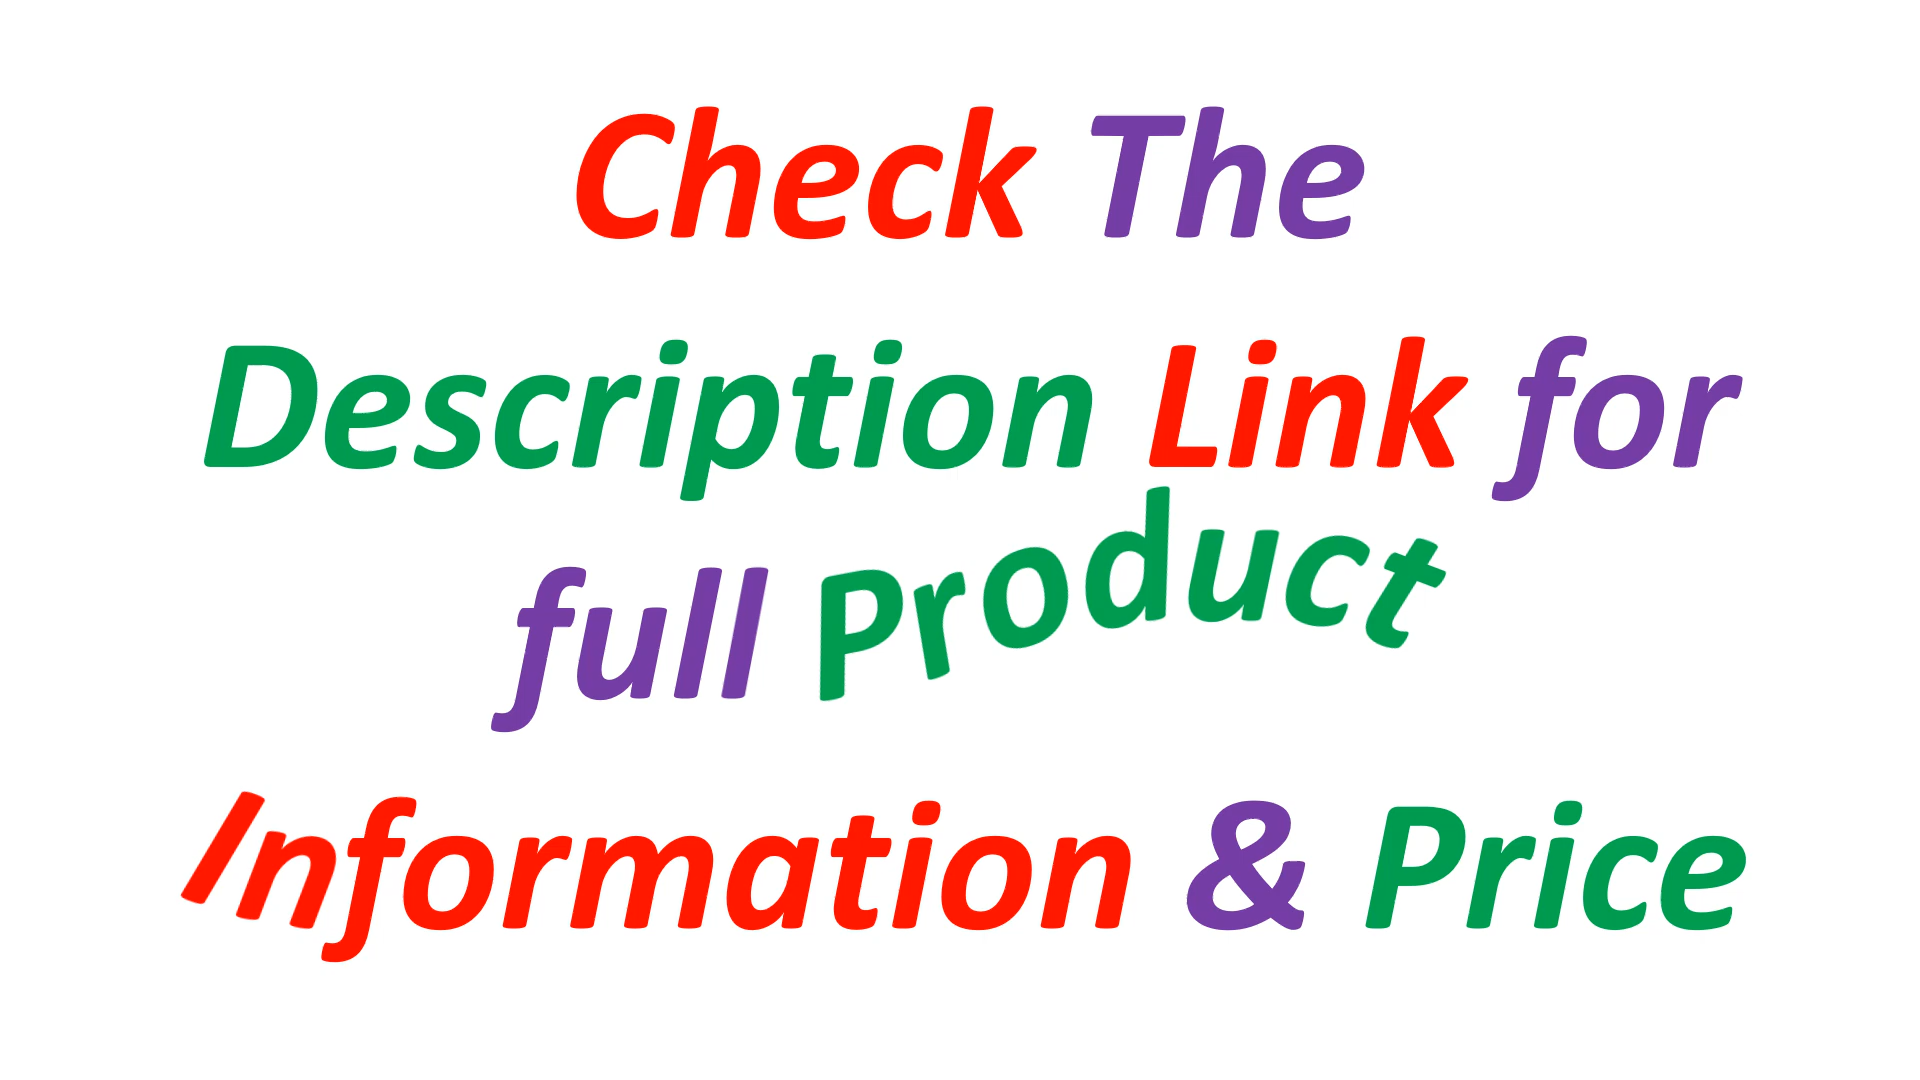 Check The
Description Link for
full Product
Information & Price